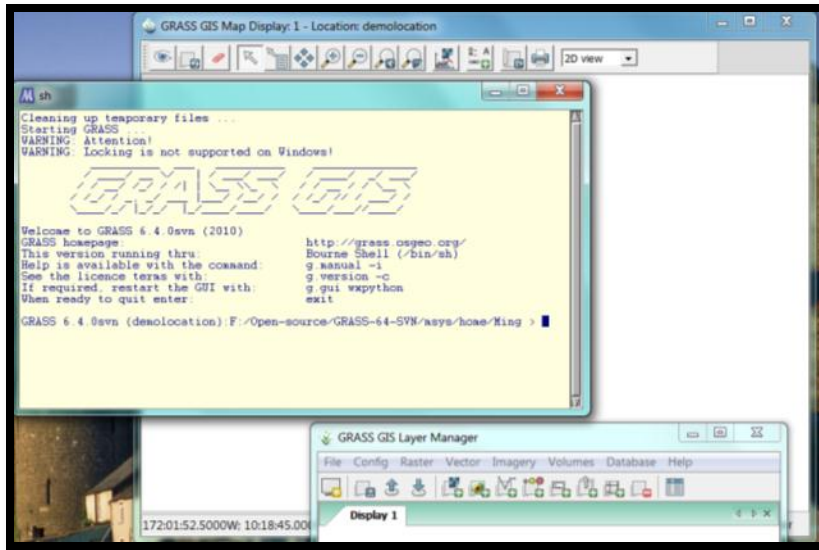 GRASS GIS Map Display: 1 - Location: demolocation
2D view
sh
Cleaning up temporary files ...
Starting GRASS ...
WARNING: Attention!
WARNING: Locking is not supported on Windows!
GRASS GIS
Welcome to GRASS 6.4.0svn (2010)
GRASS homepage: http://grass.osgeo.org/
This version running thru: Bourne Shell (/bin/sh)
Help is available with the command: g.manual -i
See the licence terms with: g.version -c
If required, restart the GUI with: g.gui wxpython
When ready to quit enter: exit
GRASS 6.4.0svn (demolocation):F:/Open-source/GRASS-64-SVN/msys/home/Ming >
GRASS GIS Layer Manager
File Config Raster Vector Imagery Volumes Database Help
Display 1
172:01:52.5000W; 10:18:45.000